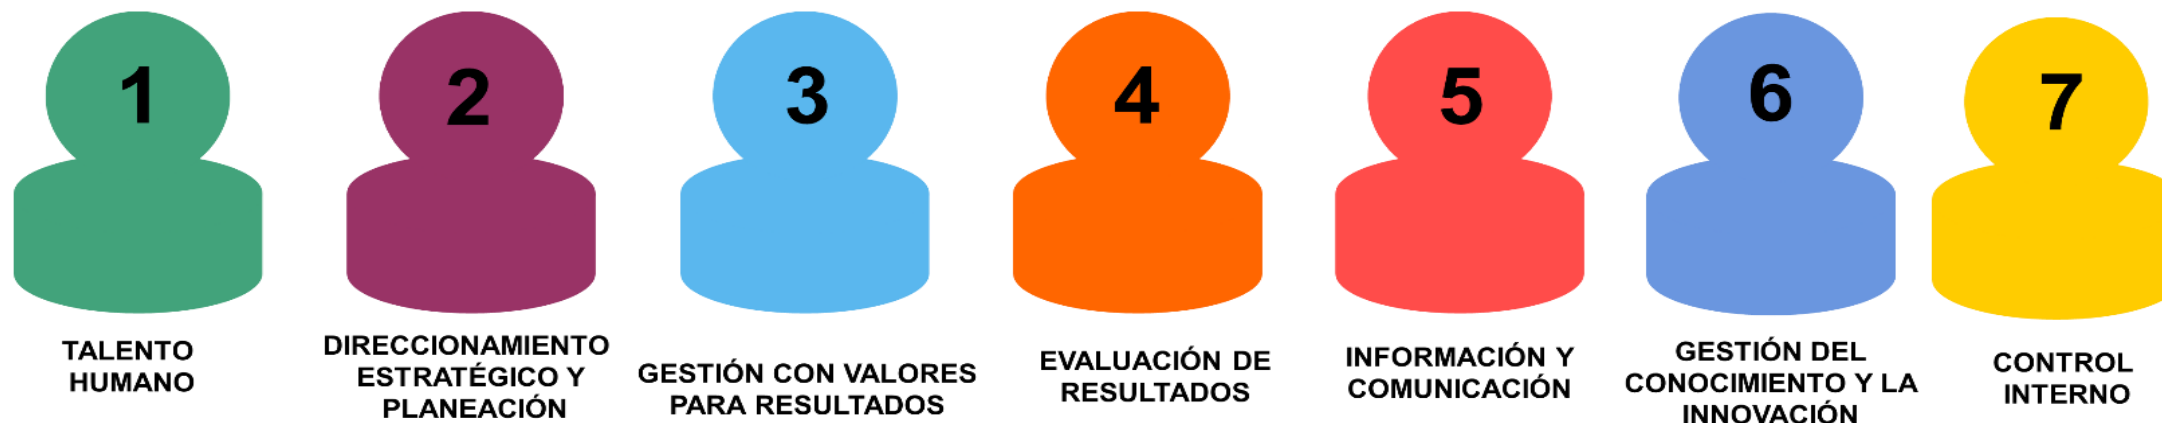 1
2
3
4
5
6
7
TALENTO
HUMANO
DIRECCIONAMIENTO
ESTRATÉGICO Y
PLANEACIÓN
GESTIÓN CON VALORES
PARA RESULTADOS
EVALUACIÓN DE
RESULTADOS
INFORMACIÓN Y
COMUNICACIÓN
GESTIÓN DEL
CONOCIMIENTO Y LA
INNOVACIÓN
CONTROL
INTERNO